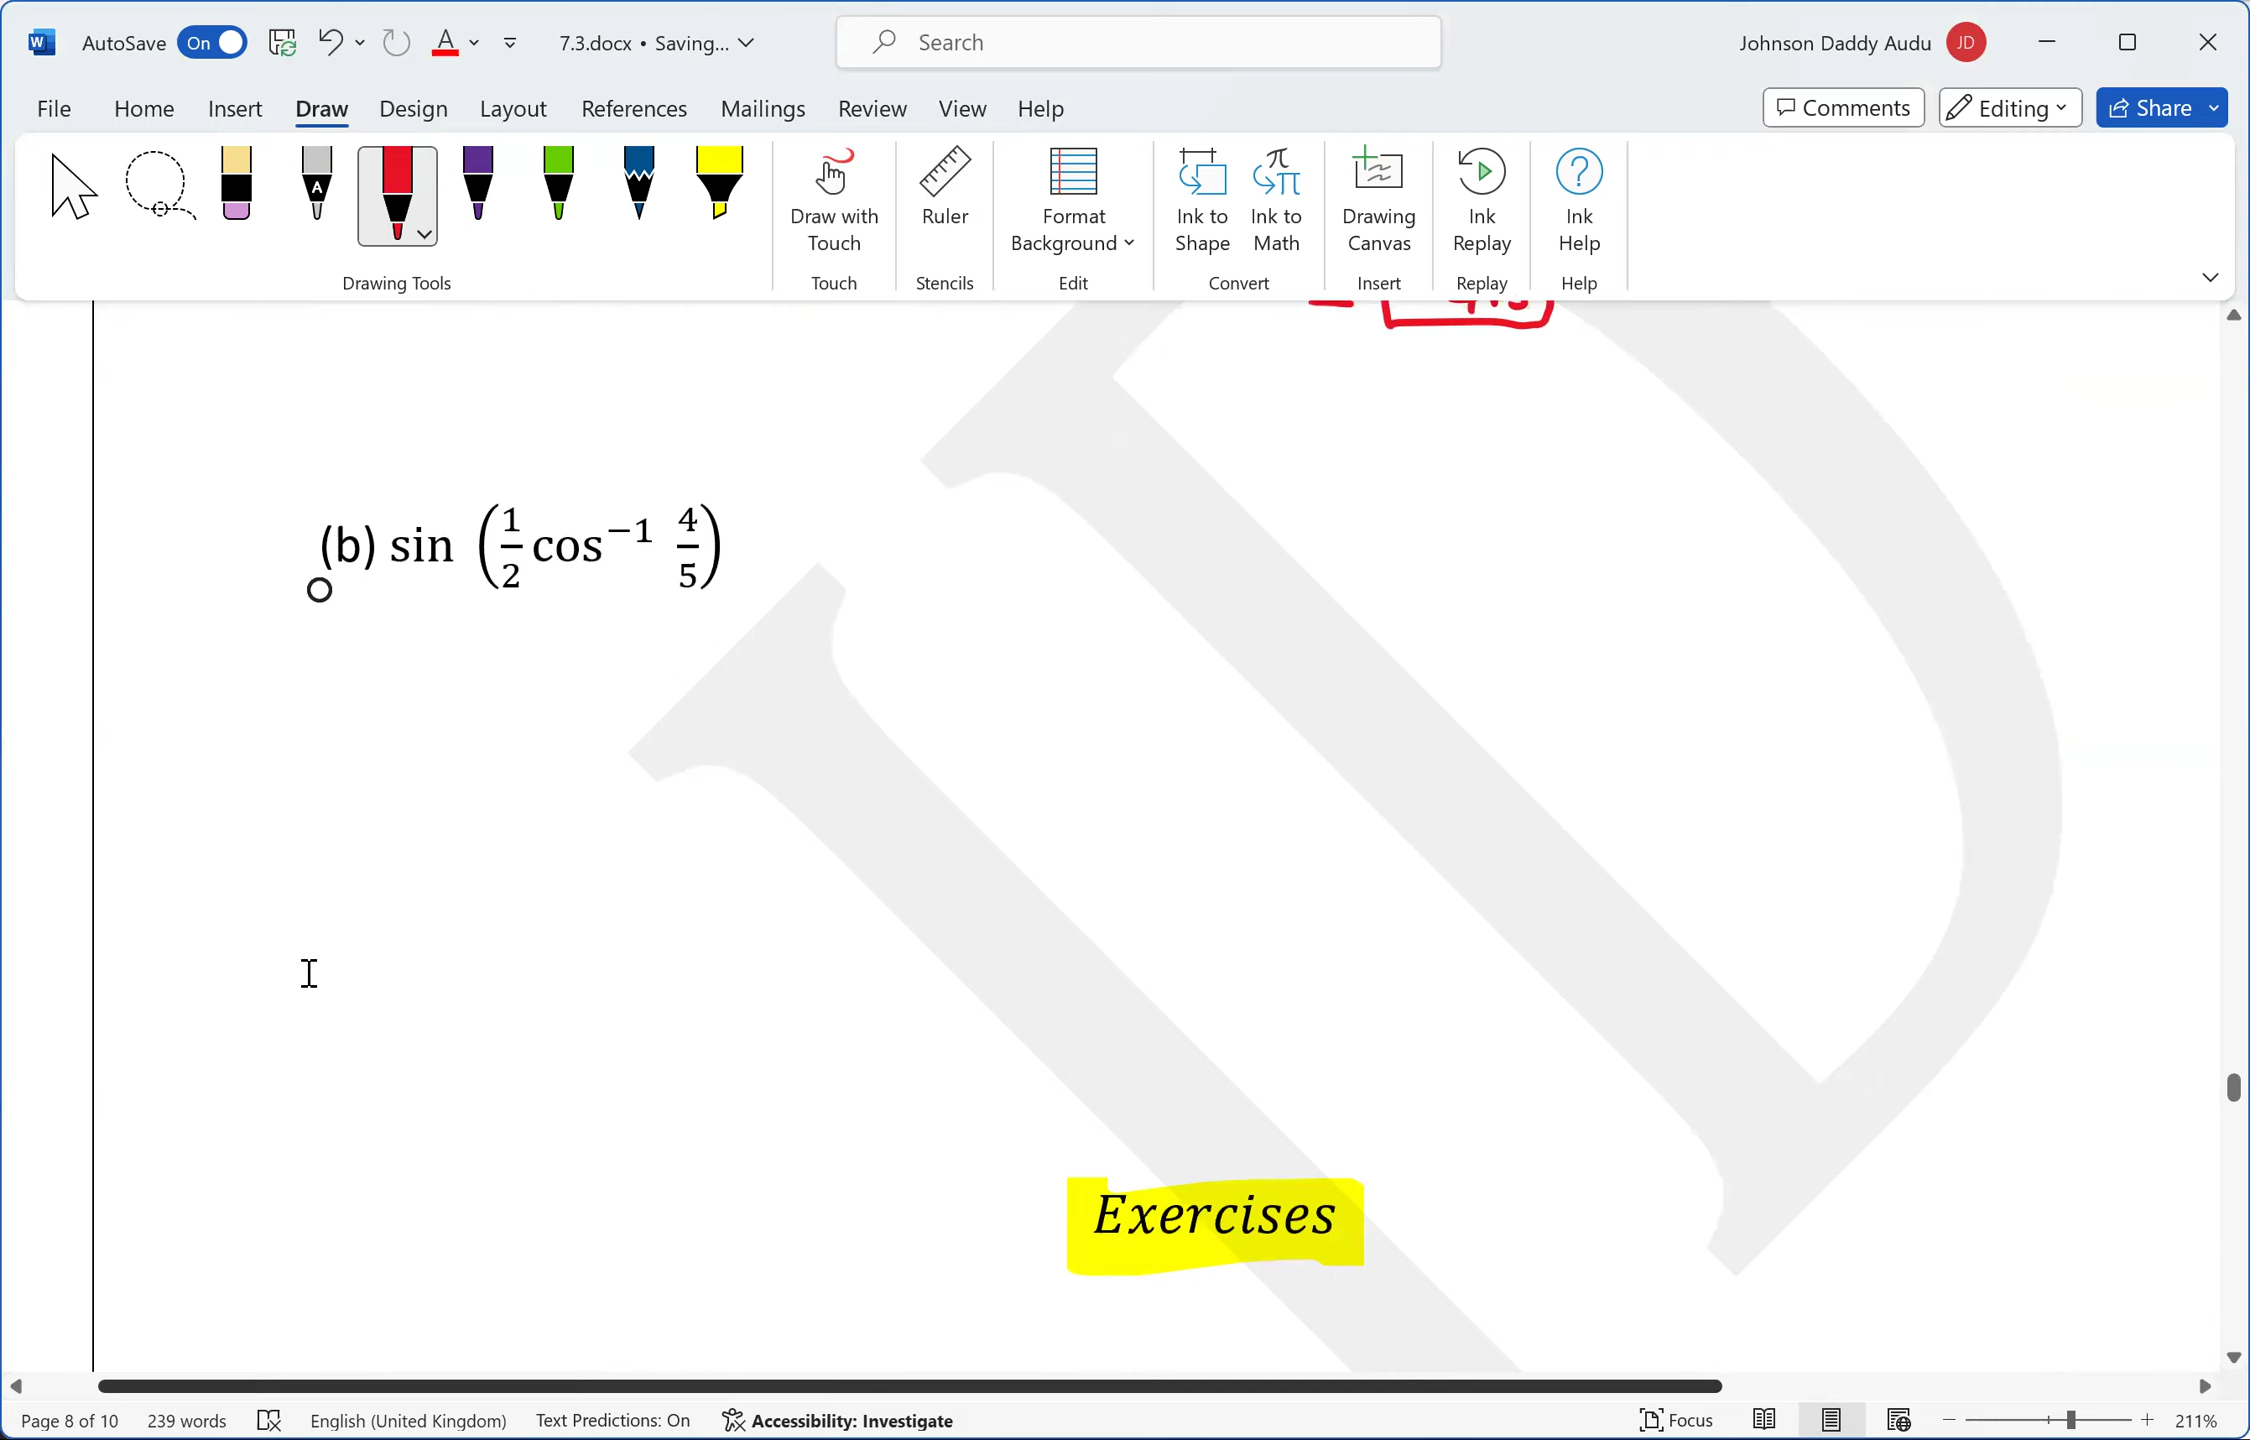 AutoSave On 7.3.docx • Saving... Search Johnson Daddy Audu JD
File Home Insert Draw Design Layout References Mailings Review View Help Comments Editing Share
Draw with Touch Ruler Format Background Ink to Shape Ink to Math Drawing Canvas Ink Replay Ink Help
Drawing Tools Touch Stencils Edit Convert Insert Replay Help
(b) sin (1/2 cos⁻¹ 4/5)
Exercises
Page 8 of 10 239 words English (United Kingdom) Text Predictions: On Accessibility: Investigate Focus 211%